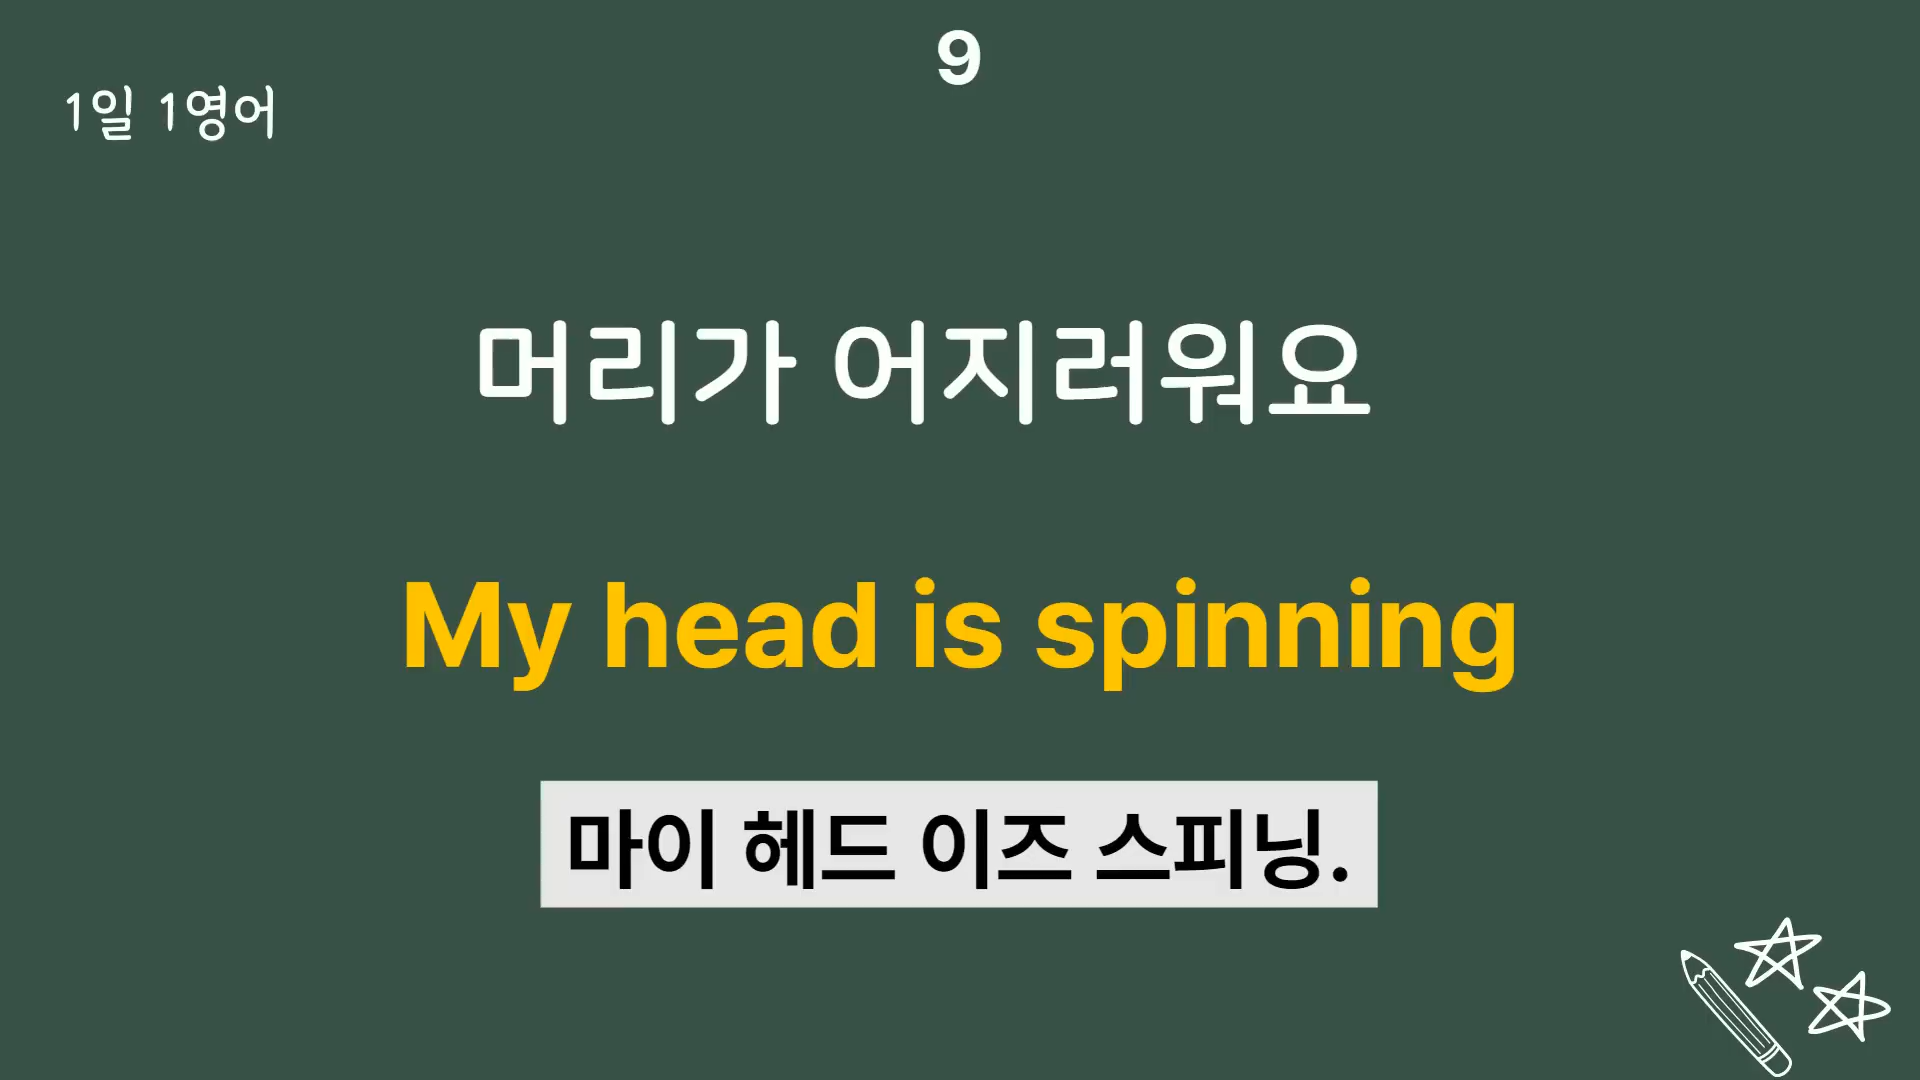 9
1일 1영어
머리가 어지러워요
My head is spinning
마이 헤드 이즈 스피닝.